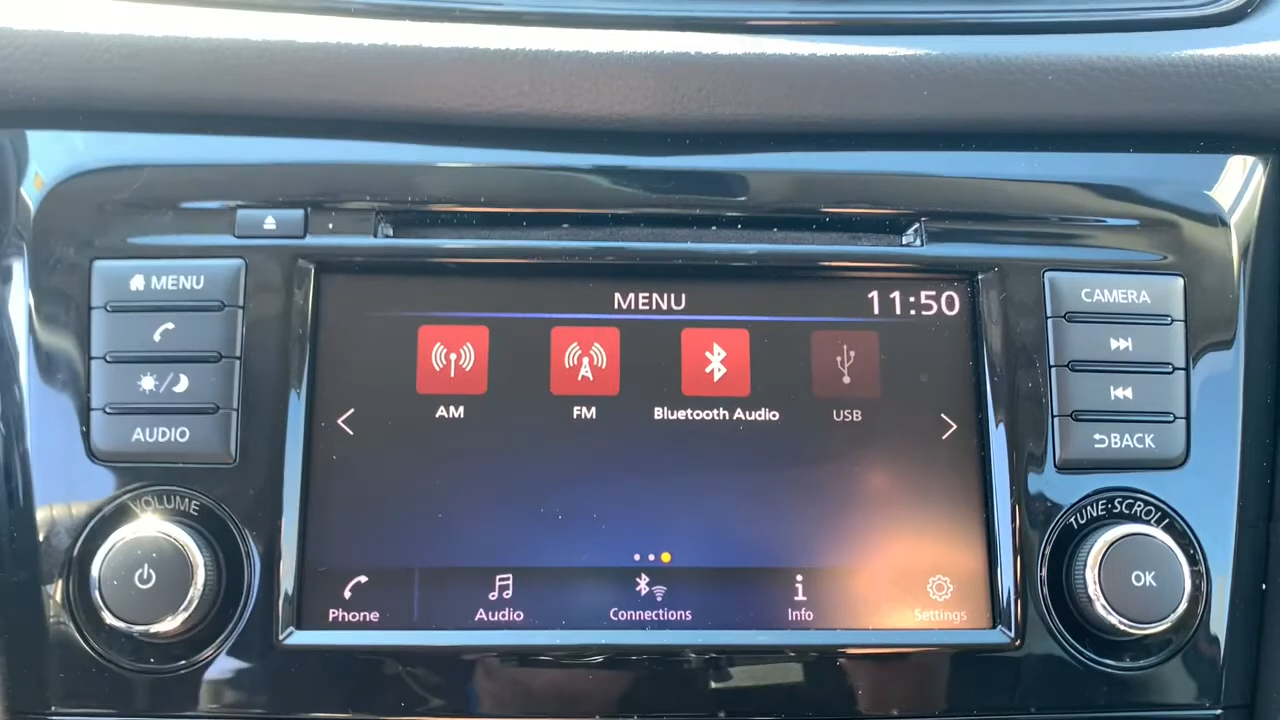 MENU
AUDIO
VOLUME
MENU
11:50
AM
FM
Bluetooth Audio
USB
Phone
Audio
Connections
Info
Settings
CAMERA
BACK
TUNE·SCROLL
OK